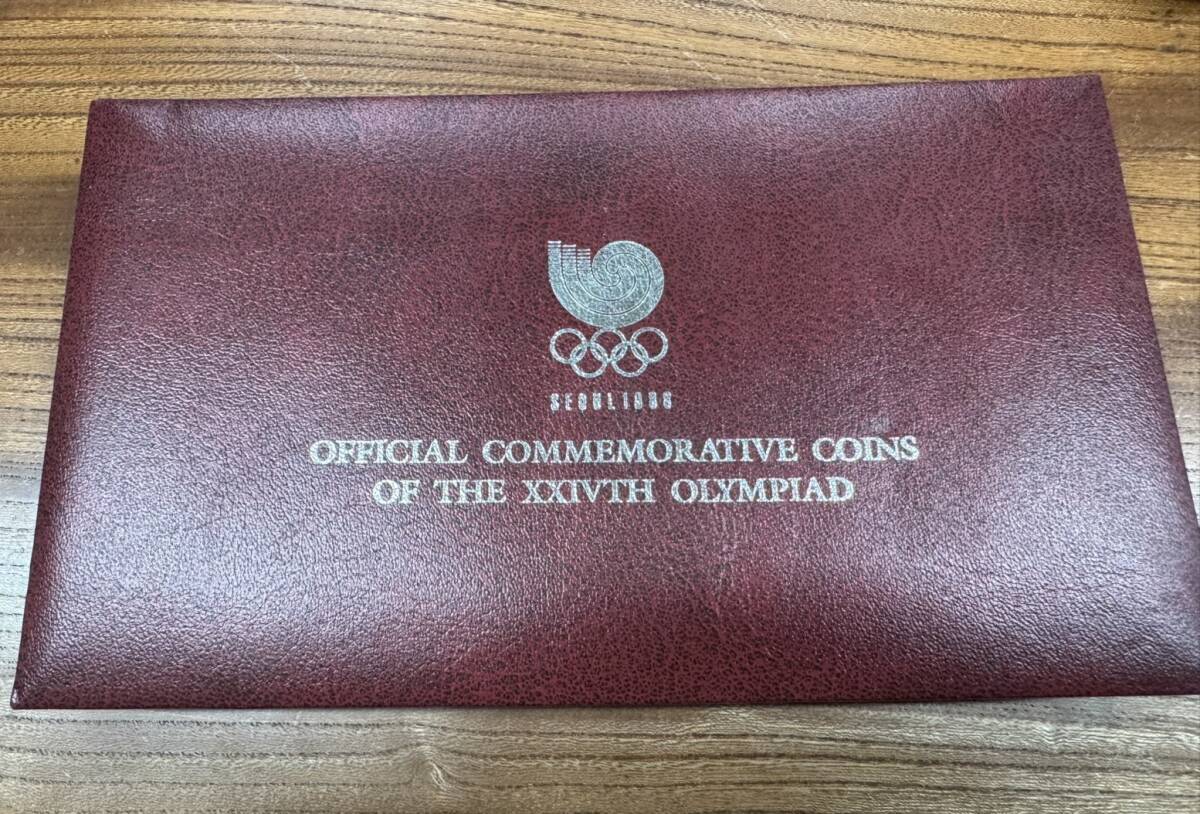 SEOUL1988
OFFICIAL COMMEMORATIVE COINS
OF THE XXIVTH OLYMPIAD